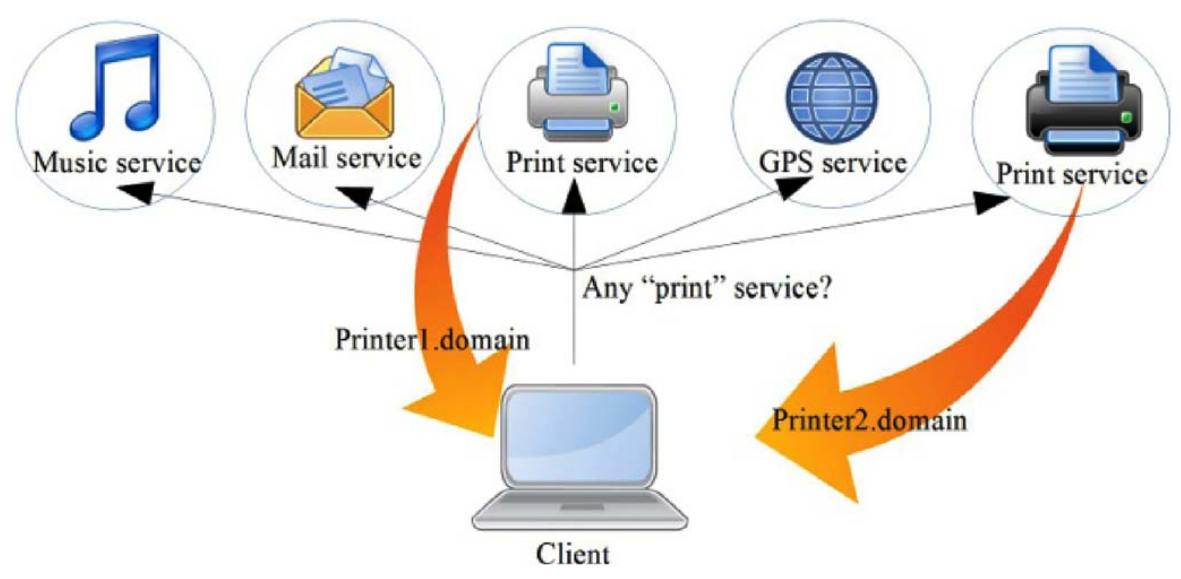 Music service
Mail service
Print service
GPS service
Print service
Any “print” service?
Printer1.domain
Printer2.domain
Client